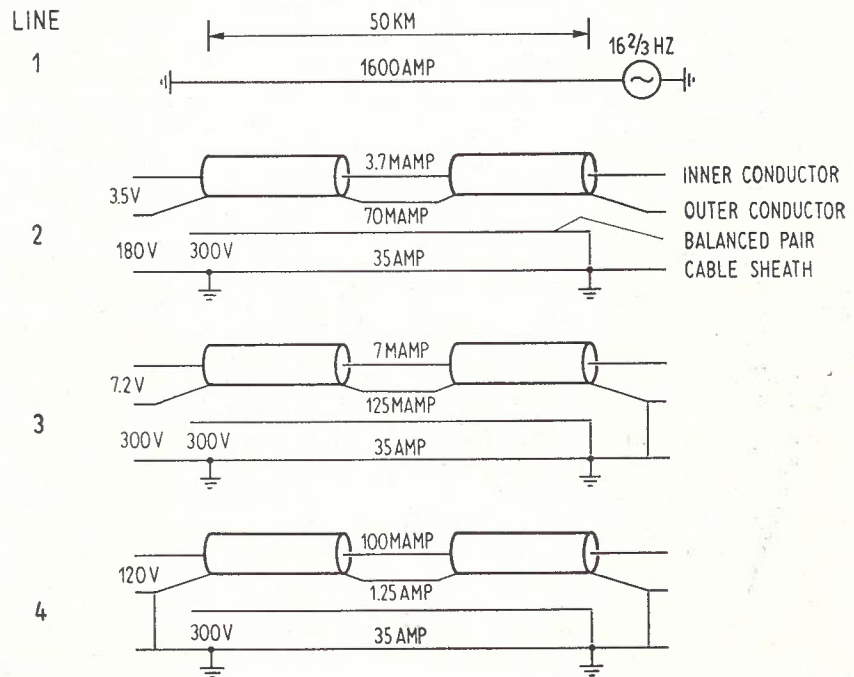 LINE
50 KM
16 2/3 HZ
1
1600 AMP
3.7 MAMP
INNER CONDUCTOR
3.5V
70 MAMP
OUTER CONDUCTOR
2
BALANCED PAIR
180 V 300 V
35 AMP
CABLE SHEATH
7 MAMP
7.2V
125 MAMP
3
300 V 300 V
35 AMP
100 MAMP
120 V
1.25 AMP
4
300 V
35 AMP